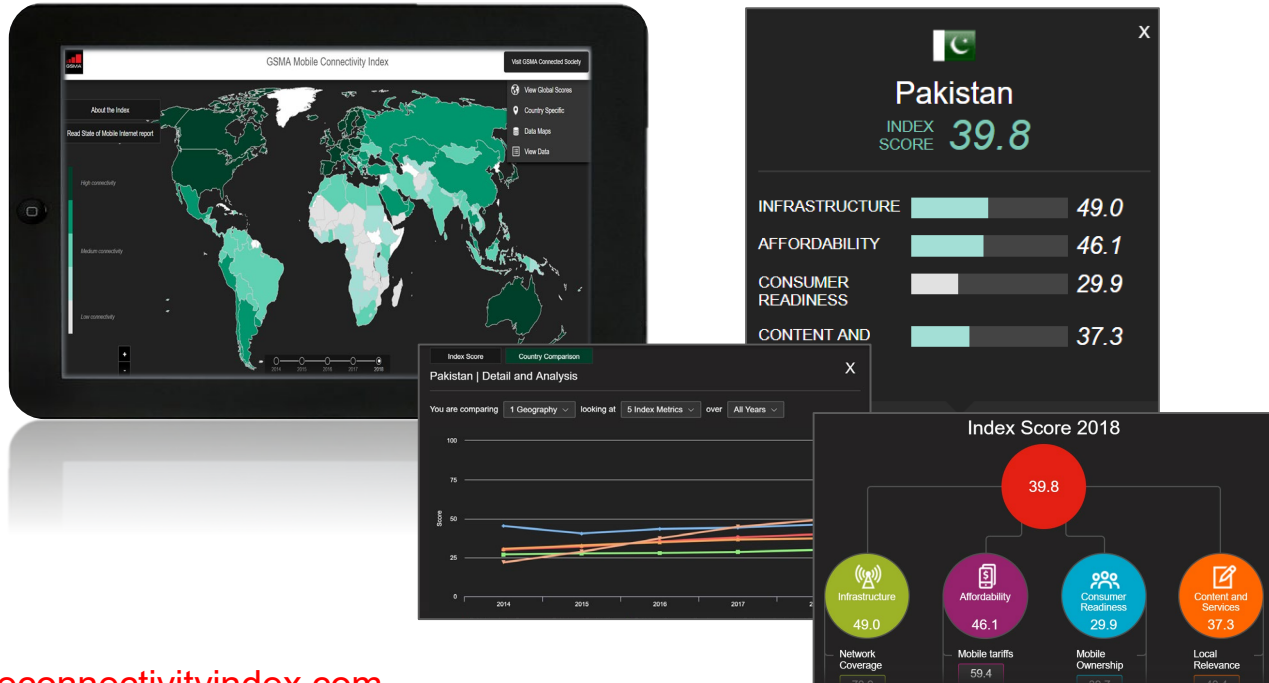 GSMA
GSMA Mobile Connectivity Index
Visit GSMA Connected Society
About the Index
Read State of Mobile Internet report
View Global Scores
Country Specific
Data Maps
View Data
High connectivity
Medium connectivity
Low connectivity
+
-
2014 2015 2016 2017 2018
X
Pakistan
INDEX
SCORE 39.8
INFRASTRUCTURE 49.0
AFFORDABILITY 46.1
CONSUMER
READINESS 29.9
CONTENT AND 37.3
Index Score Country Comparison
X
Pakistan | Detail and Analysis
You are comparing 1 Geography looking at 5 Index Metrics over All Years
100
75
50
25
0
Score
2014 2015 2016 2017
Index Score 2018
39.8
Infrastructure
49.0
Affordability
46.1
Consumer
Readiness
29.9
Content and
Services
37.3
Network
Coverage
Mobile tariffs
59.4
Mobile
Ownership
Local
Relevance
econnectivityindex.com